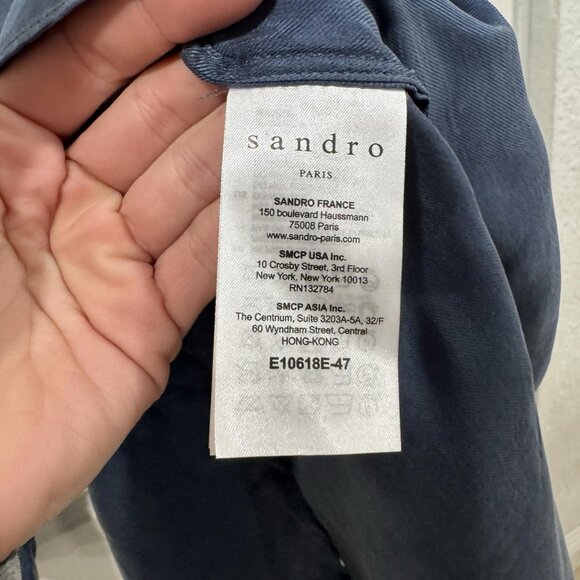 sandro
PARIS
SANDRO FRANCE
150 boulevard Haussmann
75008 Paris
www.sandro-paris.com
SMCP USA Inc.
10 Crosby Street, 3rd Floor
New York, New York 10013
RN132784
SMCP ASIA Inc.
The Centrium, Suite 3203A-5A, 32/F
60 Wyndham Street, Central
HONG-KONG
E10618E-47